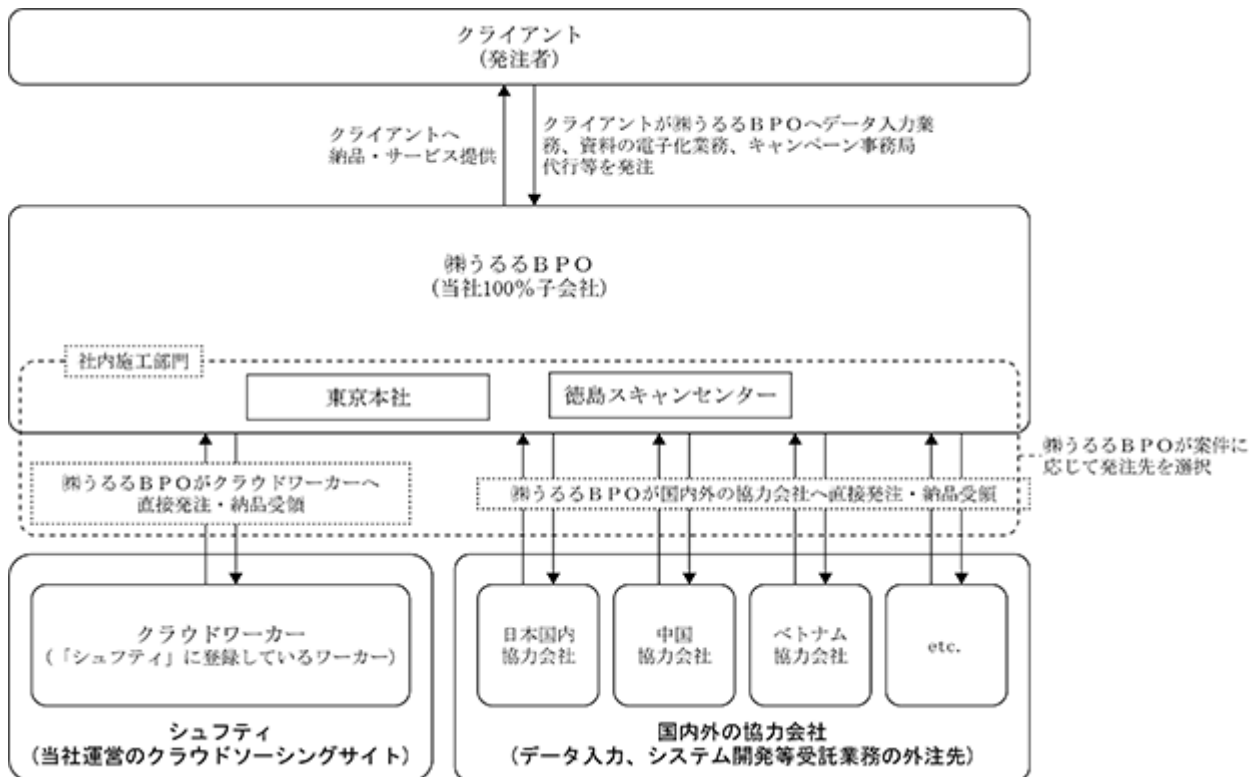 クライアント
（発注者）
クライアントへ
納品・サービス提供
クライアントが㈱うるるＢＰＯへデータ入力業
務、資料の電子化業務、キャンペーン事務局
代行等を発注
㈱うるるＢＰＯ
（当社100％子会社）
社内施工部門
東京本社
徳島スキャンセンター
㈱うるるＢＰＯが案件に
応じて発注先を選択
㈱うるるＢＰＯがクラウドワーカーへ
直接発注・納品受領
㈱うるるＢＰＯが国内外の協力会社へ直接発注・納品受領
クラウドワーカー
（「シュフティ」に登録しているワーカー）
日本国内
協力会社
中国
協力会社
ベトナム
協力会社
etc.
シュフティ
（当社運営のクラウドソーシングサイト）
国内外の協力会社
（データ入力、システム開発等受託業務の外注先）